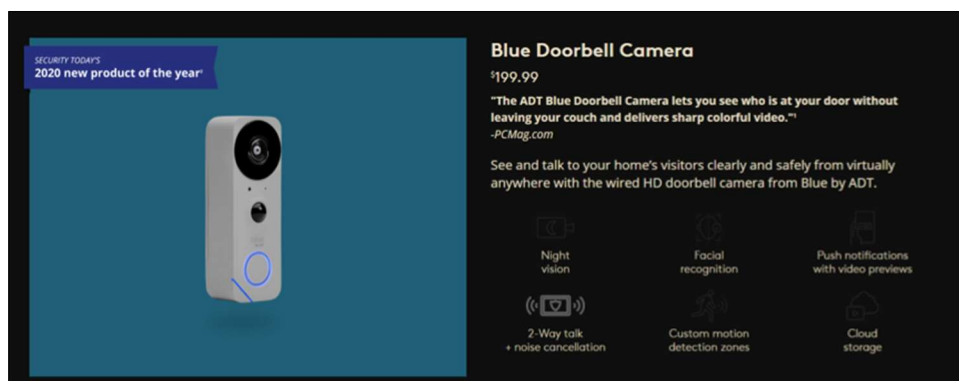 SECURITY TODAY'S
2020 new product of the year¹
Blue Doorbell Camera
$199.99
"The ADT Blue Doorbell Camera lets you see who is at your door without
leaving your couch and delivers sharp colorful video."¹
-PCMag.com
See and talk to your home's visitors clearly and safely from virtually
anywhere with the wired HD doorbell camera from Blue by ADT.
Night
vision
Facial
recognition
Push notifications
with video previews
2-Way talk
+ noise cancellation
Custom motion
detection zones
Cloud
storage